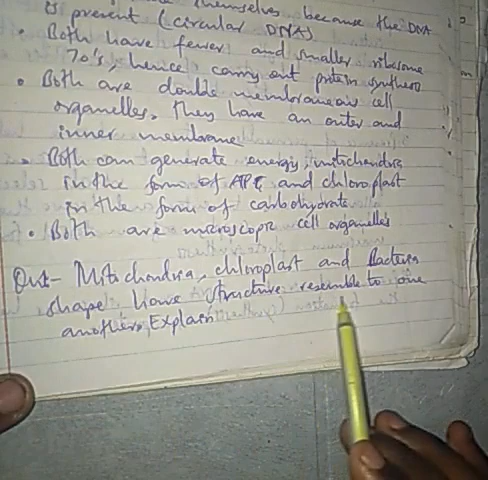 themselves, because the DNA
is present (circular DNA)
• Both have fewer and smaller ribosome
70's, hence carry out protein synthesis
• Both are double membraneous cell
organelles. They have an outer and
inner membrane
• Both can generate energy, mitochondria
in the form of ATP and chloroplast
in the form of carbohydrate
• Both are microscopic cell organelles
Qut- Mitochondria, chloroplast and Bacteria
shape have structure resemble to one
another, Explain